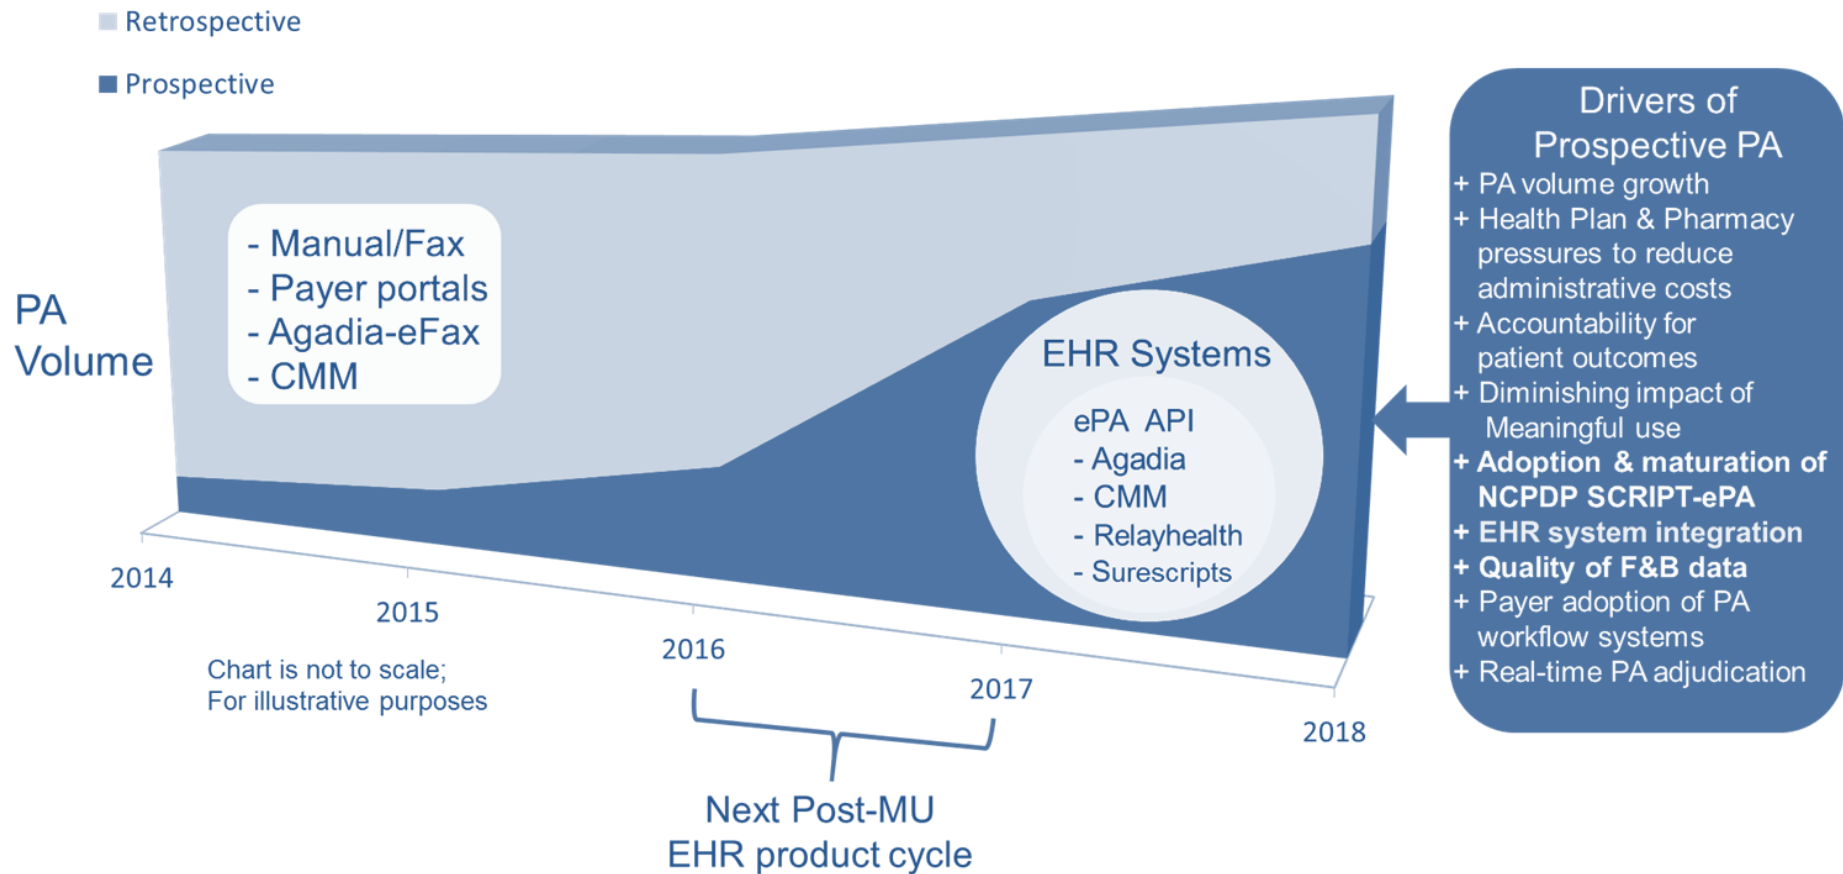 Retrospective
Prospective
PA
Volume
- Manual/Fax
- Payer portals
- Agadia-eFax
- CMM
EHR Systems
ePA API
- Agadia
- CMM
- Relayhealth
- Surescripts
2014
2015
2016
2017
2018
Chart is not to scale;
For illustrative purposes
Next Post-MU
EHR product cycle
Drivers of
Prospective PA
+ PA volume growth
+ Health Plan & Pharmacy
pressures to reduce
administrative costs
+ Accountability for
patient outcomes
+ Diminishing impact of
Meaningful use
+ Adoption & maturation of
NCPDP SCRIPT-ePA
+ EHR system integration
+ Quality of F&B data
+ Payer adoption of PA
workflow systems
+ Real-time PA adjudication